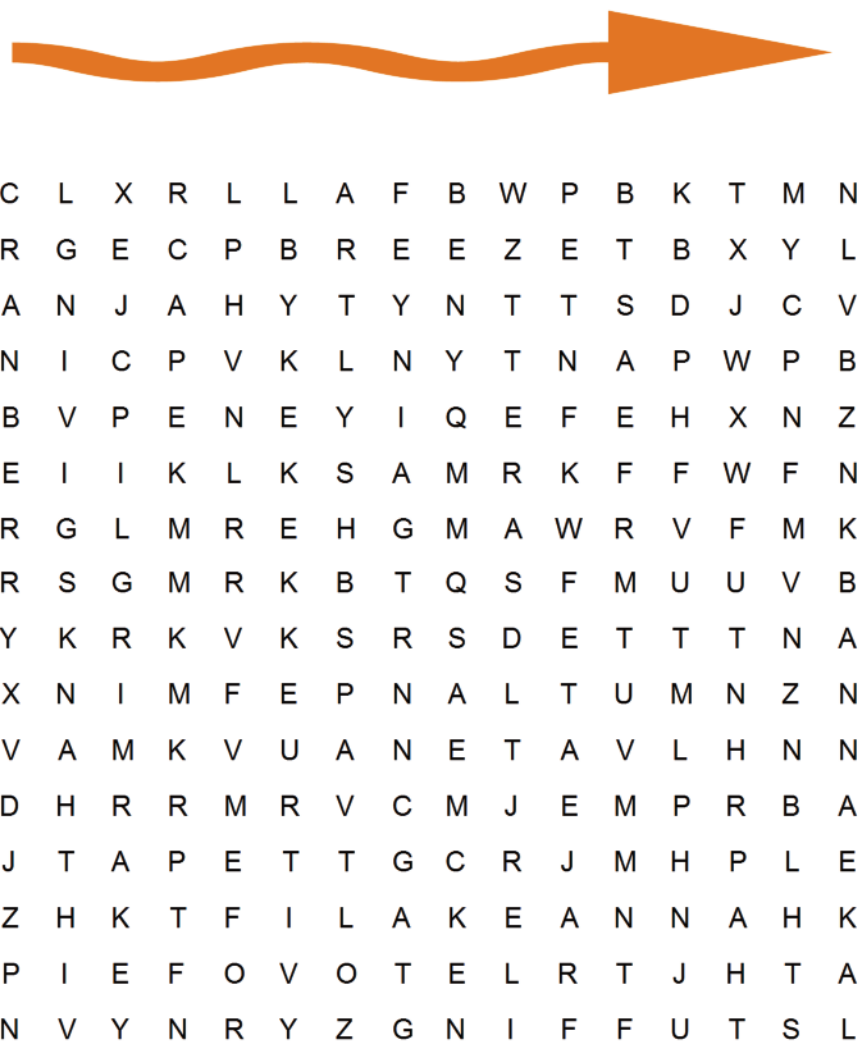 C L X R L L A F B W P B K T M N
R G E C P B R E E Z E T B X Y L
A N J A H Y T Y N T T S D J C V
N I C P V K L N Y T N A P W P B
B V P E N E Y I Q E F E H X N Z
E I I K L K S A M R K F F W F N
R G L M R E H G M A W R V F M K
R S G M R K B T Q S F M U U V B
Y K R K V K S R S D E T T T N A
X N I M F E P N A L T U M N Z N
V A M K V U A N E T A V L H N N
D H R R M R V C M J E M P R B A
J T A P E T T G C R J M H P L E
Z H K T F I L A K E A N N A H K
P I E F O V O T E L R T J H T A
N V Y N R Y Z G N I F F U T S L